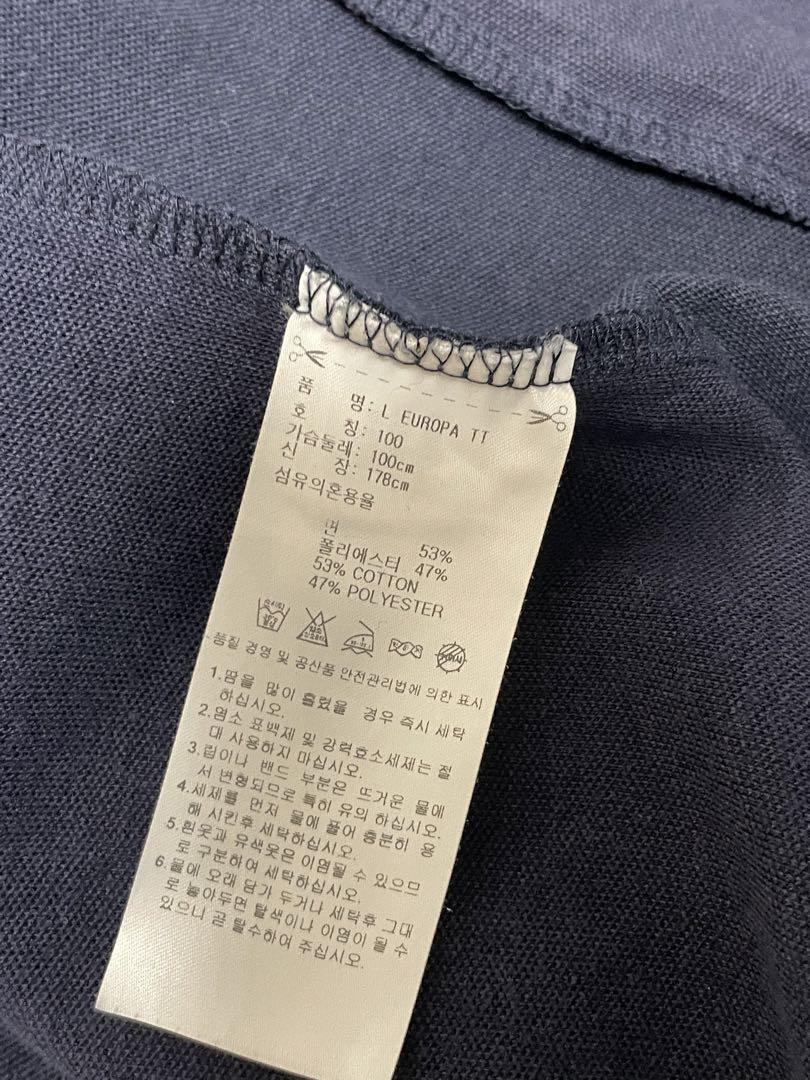 품 명: L EUROPA TT
호 칭: 100
가슴둘레: 100cm
신 장: 178cm
섬유의혼용율
면 53%
폴리에스터 47%
53% COTTON
47% POLYESTER
품질 경영 및 공산품 안전관리법에 의한 표시
1.땀을 많이 흘렸을 경우 즉시 세탁
하십시오.
2.염소 표백제 및 강력효소세제는 절
대 사용하지 마십시오.
3.립이나 밴드 부분은 뜨거운 물에
서 변형되므로 특히 유의 하십시오.
4.세제를 먼저 물에 풀어 충분히 용
해 시킨후 세탁하십시오.
5.흰옷과 유색옷은 이염될 수 있으므
로 구분하여 세탁하십시오.
6.물에 오래 담가 두거나 세탁후 그대
로 놓아두면 탈색이나 이염이 될 수
있으니 곧 탈수하여 주십시오.